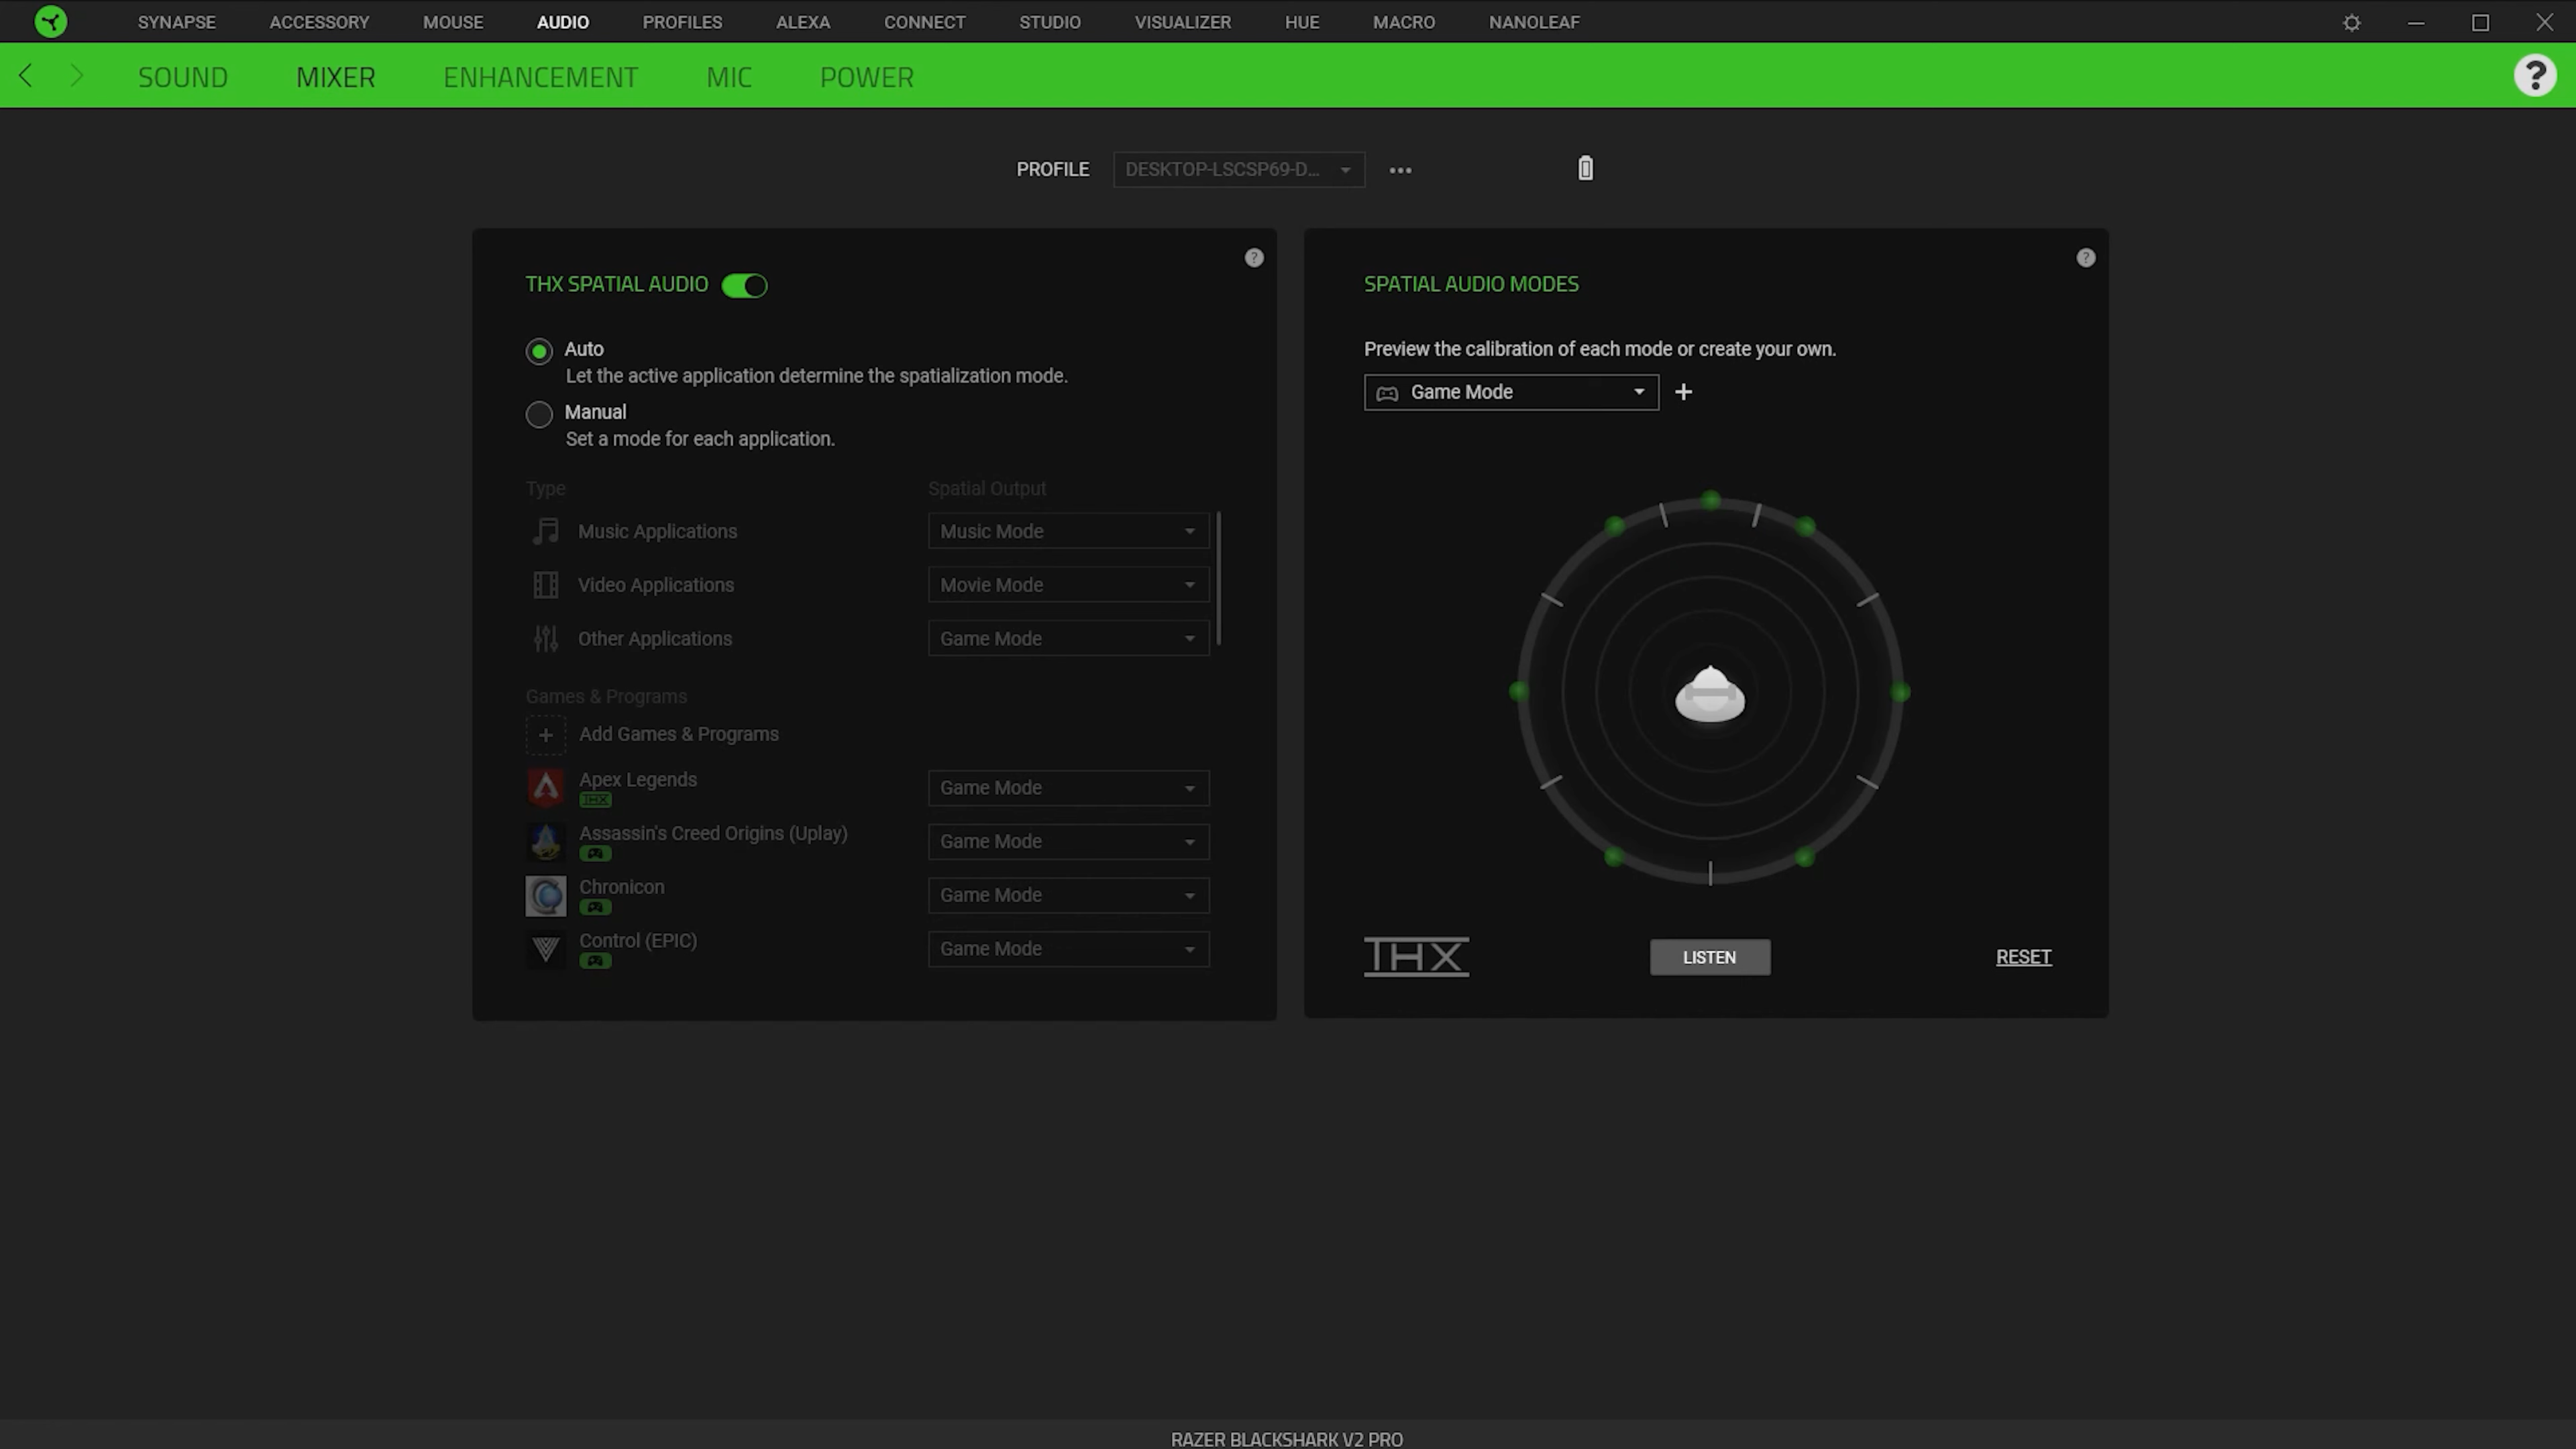 SYNAPSE ACCESSORY MOUSE AUDIO PROFILES ALEXA CONNECT STUDIO VISUALIZER HUE MACRO NANOLEAF
SOUND MIXER ENHANCEMENT MIC POWER ?
PROFILE DESKTOP-LSCSP69-D... •••
THX SPATIAL AUDIO
?
Auto
Let the active application determine the spatialization mode.
Manual
Set a mode for each application.
Type Spatial Output
Music Applications Music Mode
Video Applications Movie Mode
Other Applications Game Mode
Games & Programs
+ Add Games & Programs
Apex Legends Game Mode
THX
Assassin's Creed Origins (Uplay) Game Mode
Chronicon Game Mode
Control (EPIC) Game Mode
SPATIAL AUDIO MODES
?
Preview the calibration of each mode or create your own.
Game Mode +
THX LISTEN RESET
RAZER BLACKSHARK V2 PRO